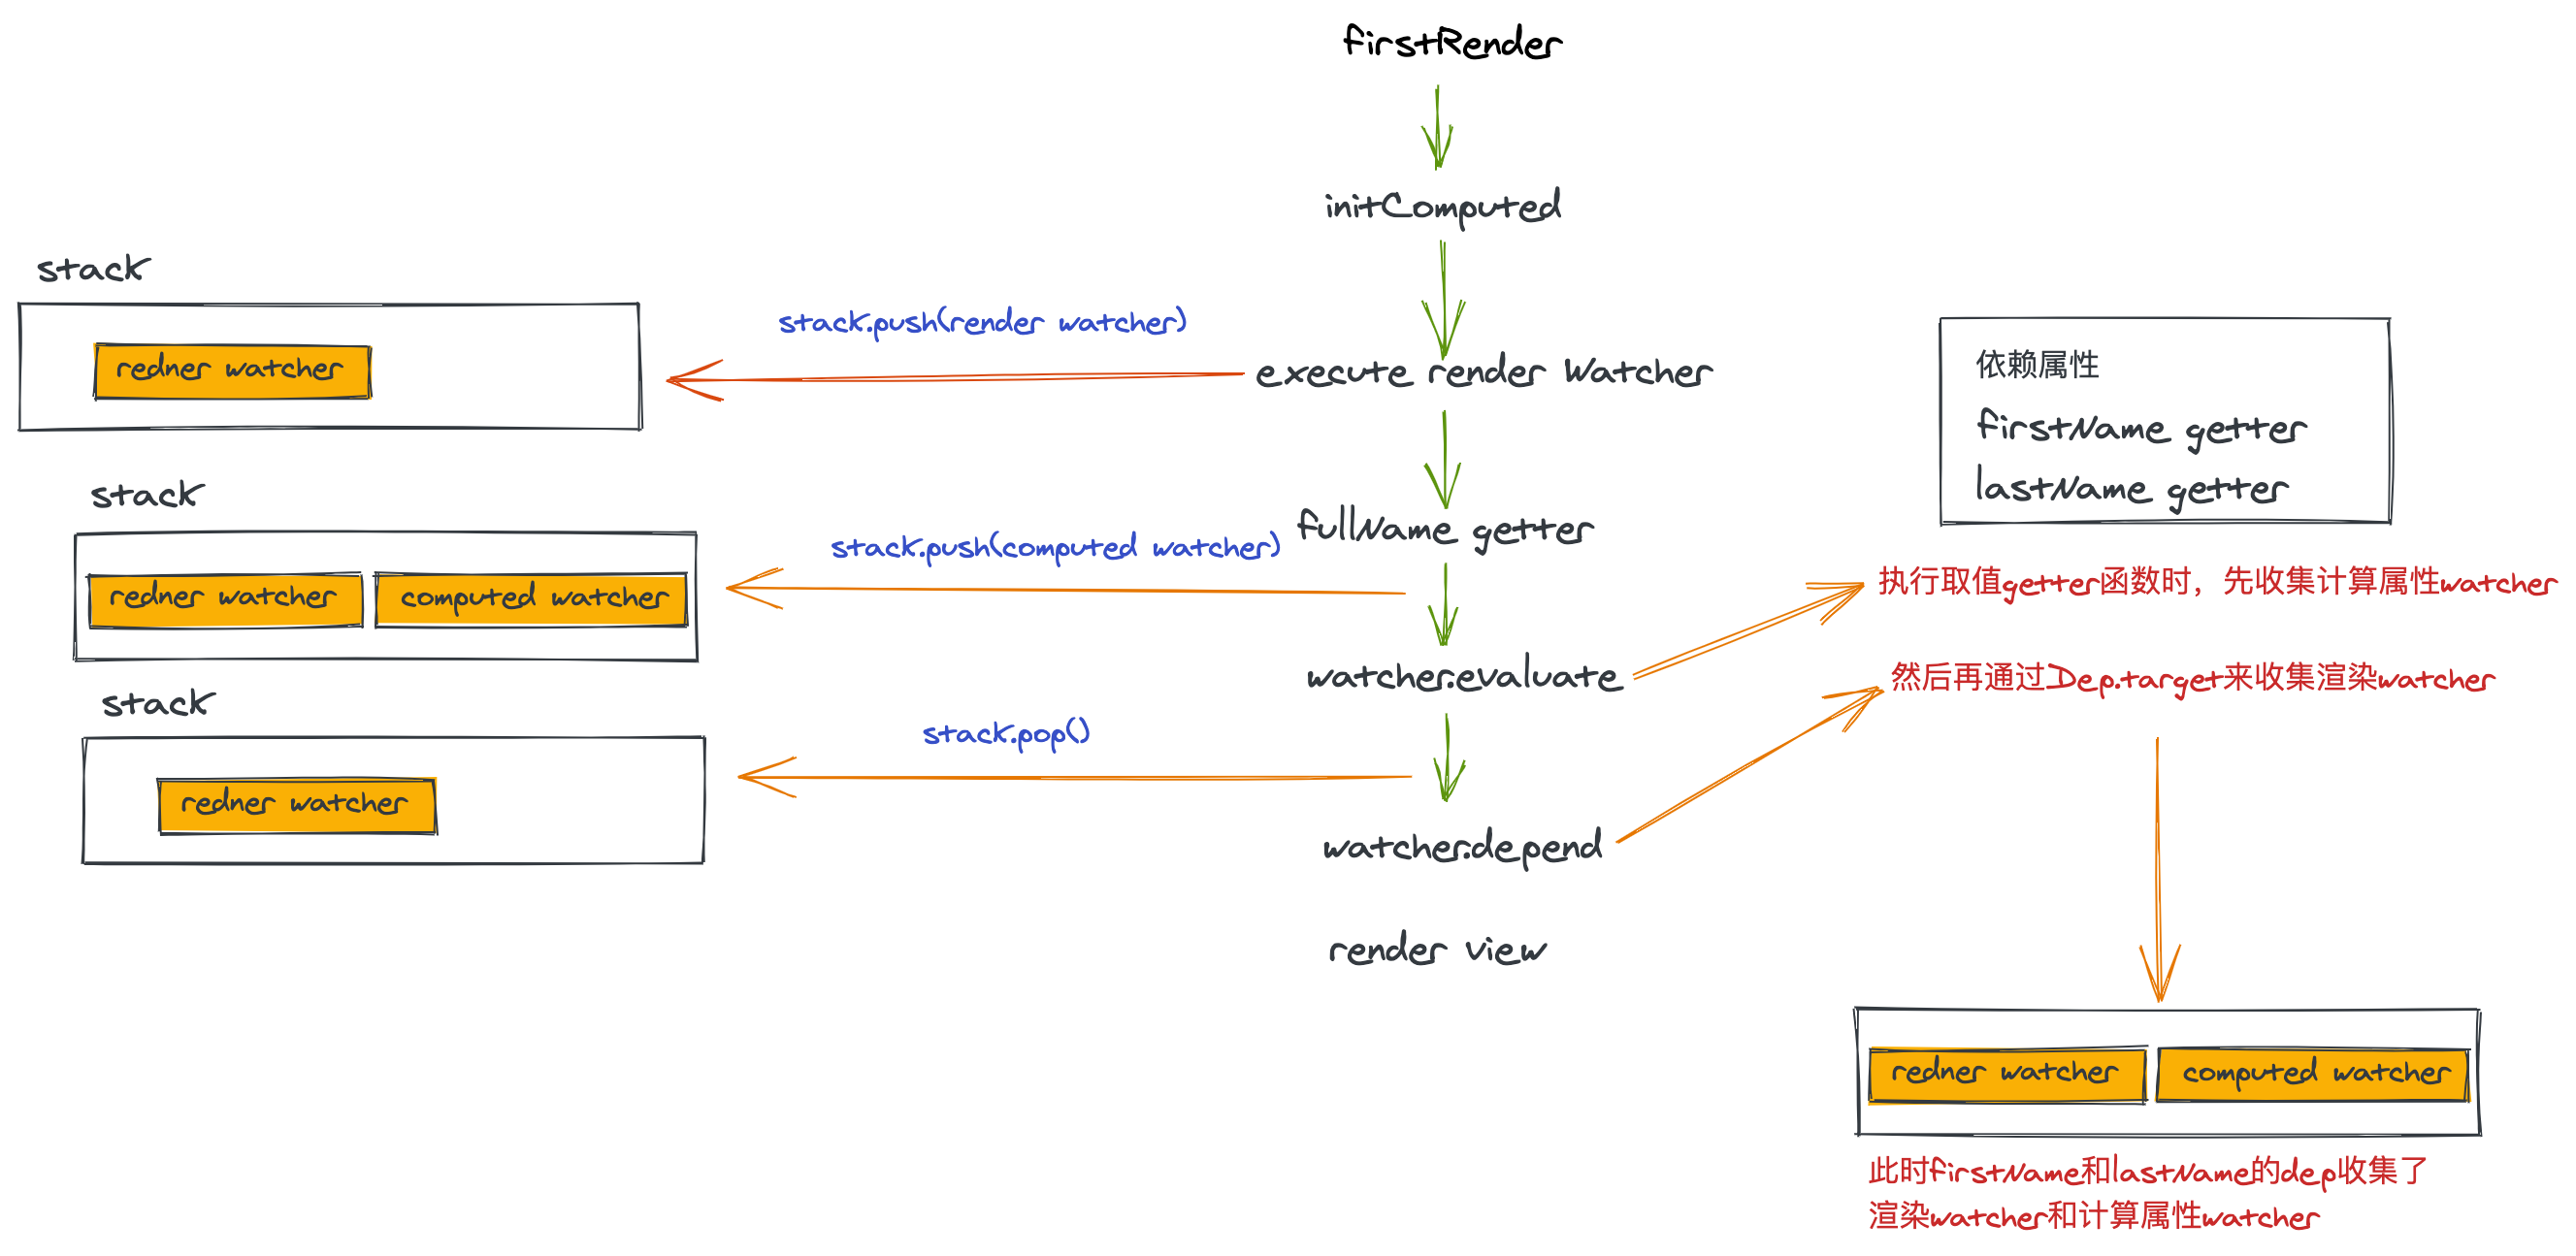 firstRender
initComputed
stack
stack.push(render watcher)
redner watcher
execute render Watcher
依赖属性
firstName getter
lastName getter
stack
stack.push(computed watcher)
fullName getter
redner watcher
computed watcher
执行取值getter函数时，先收集计算属性watcher
watcher.evaluate
然后再通过Dep.target来收集渲染watcher
stack
stack.pop()
redner watcher
watcher.depend
render view
redner watcher
computed watcher
此时firstName和lastName的dep收集了
渲染watcher和计算属性watcher